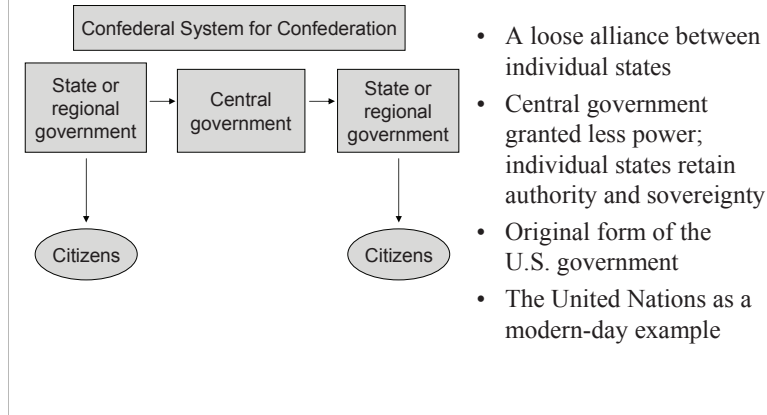 Confederal System for Confederation
State or
regional
government
Central
government
State or
regional
government
Citizens
Citizens
• A loose alliance between
individual states
• Central government
granted less power;
individual states retain
authority and sovereignty
• Original form of the
U.S. government
• The United Nations as a
modern-day example